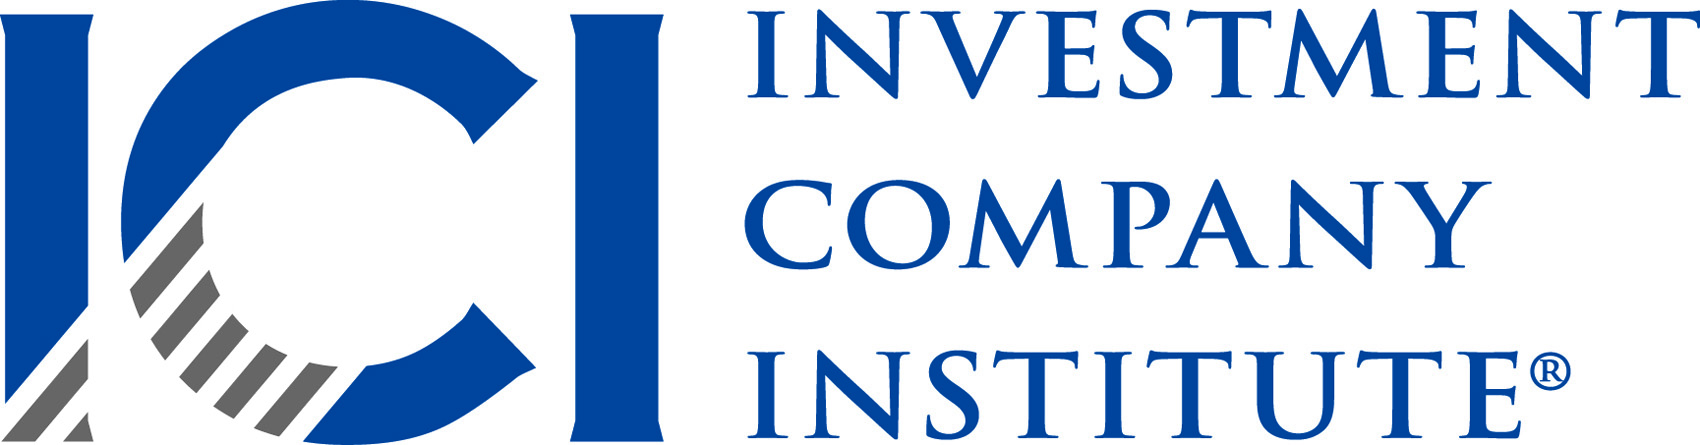 ICI
INVESTMENT
COMPANY
INSTITUTE®